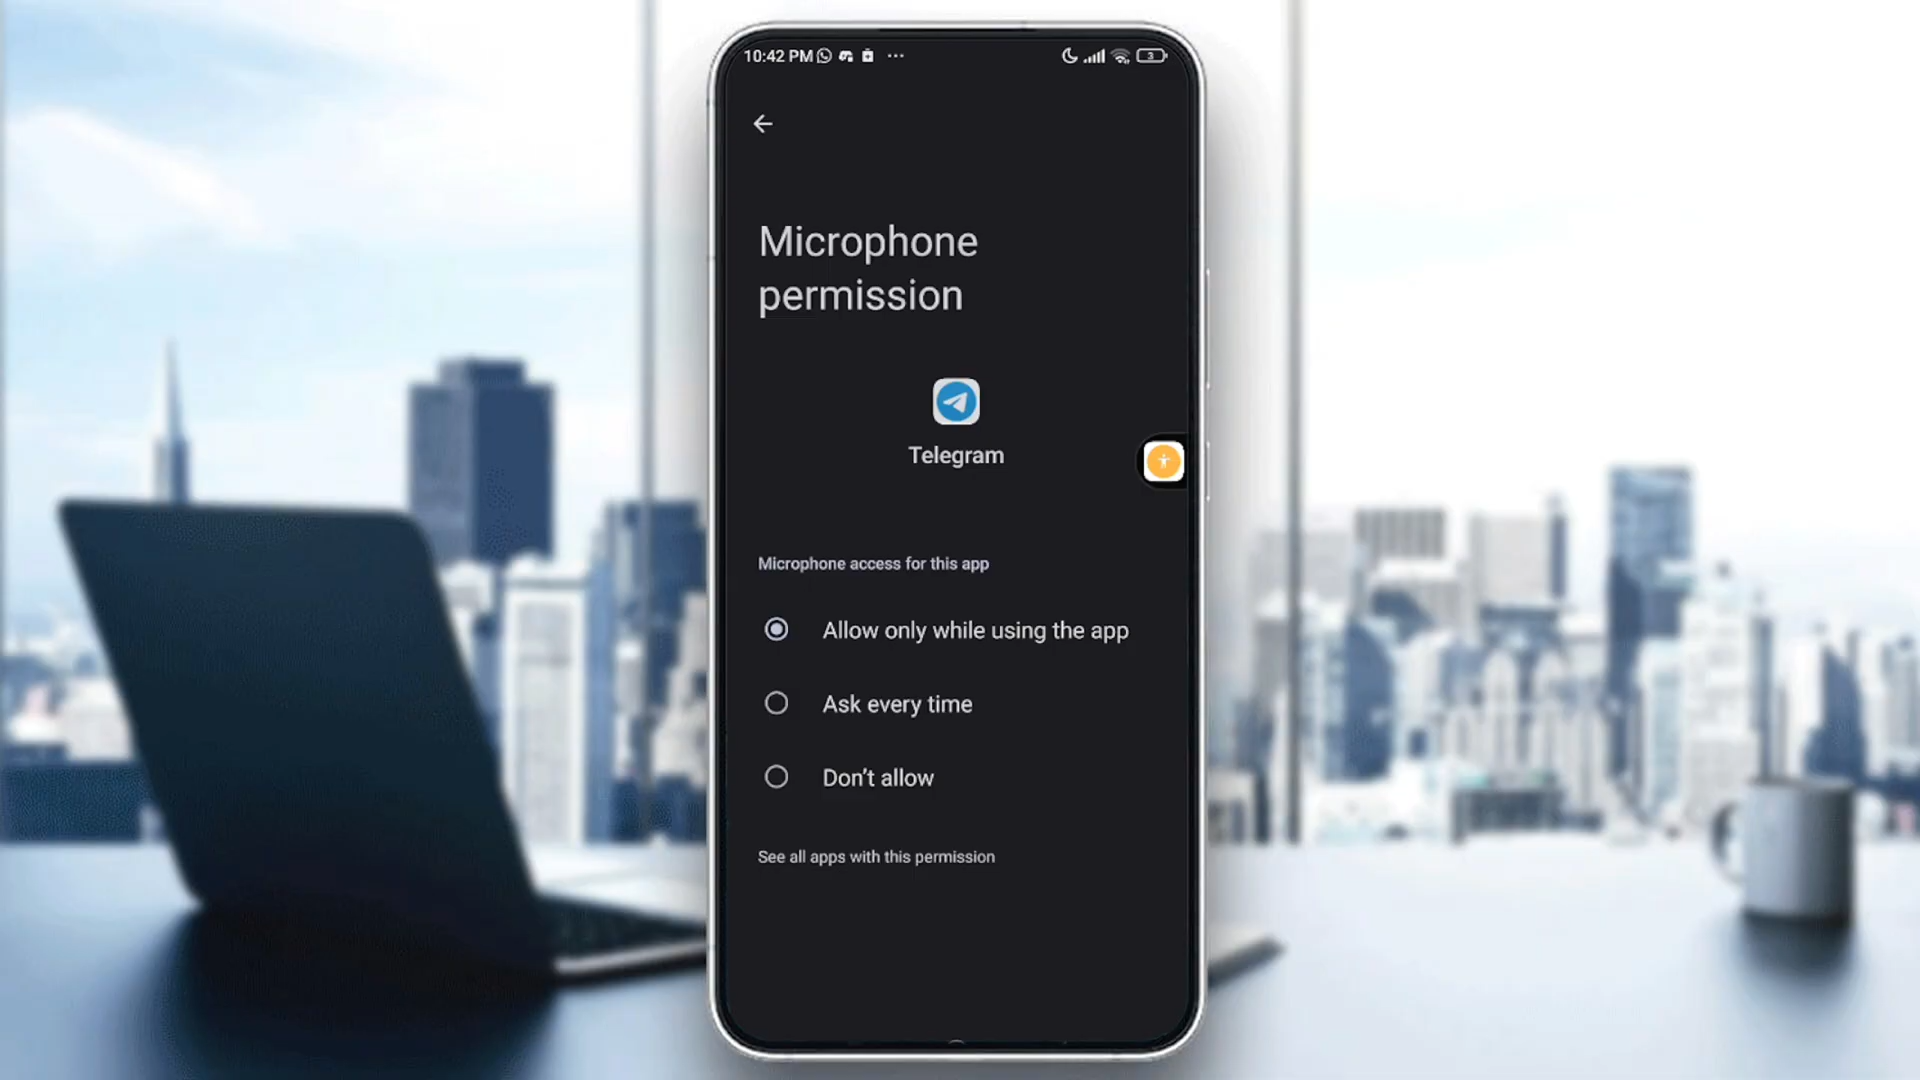 10:42 PM
3
Microphone
permission
Telegram
Microphone access for this app
Allow only while using the app
Ask every time
Don't allow
See all apps with this permission